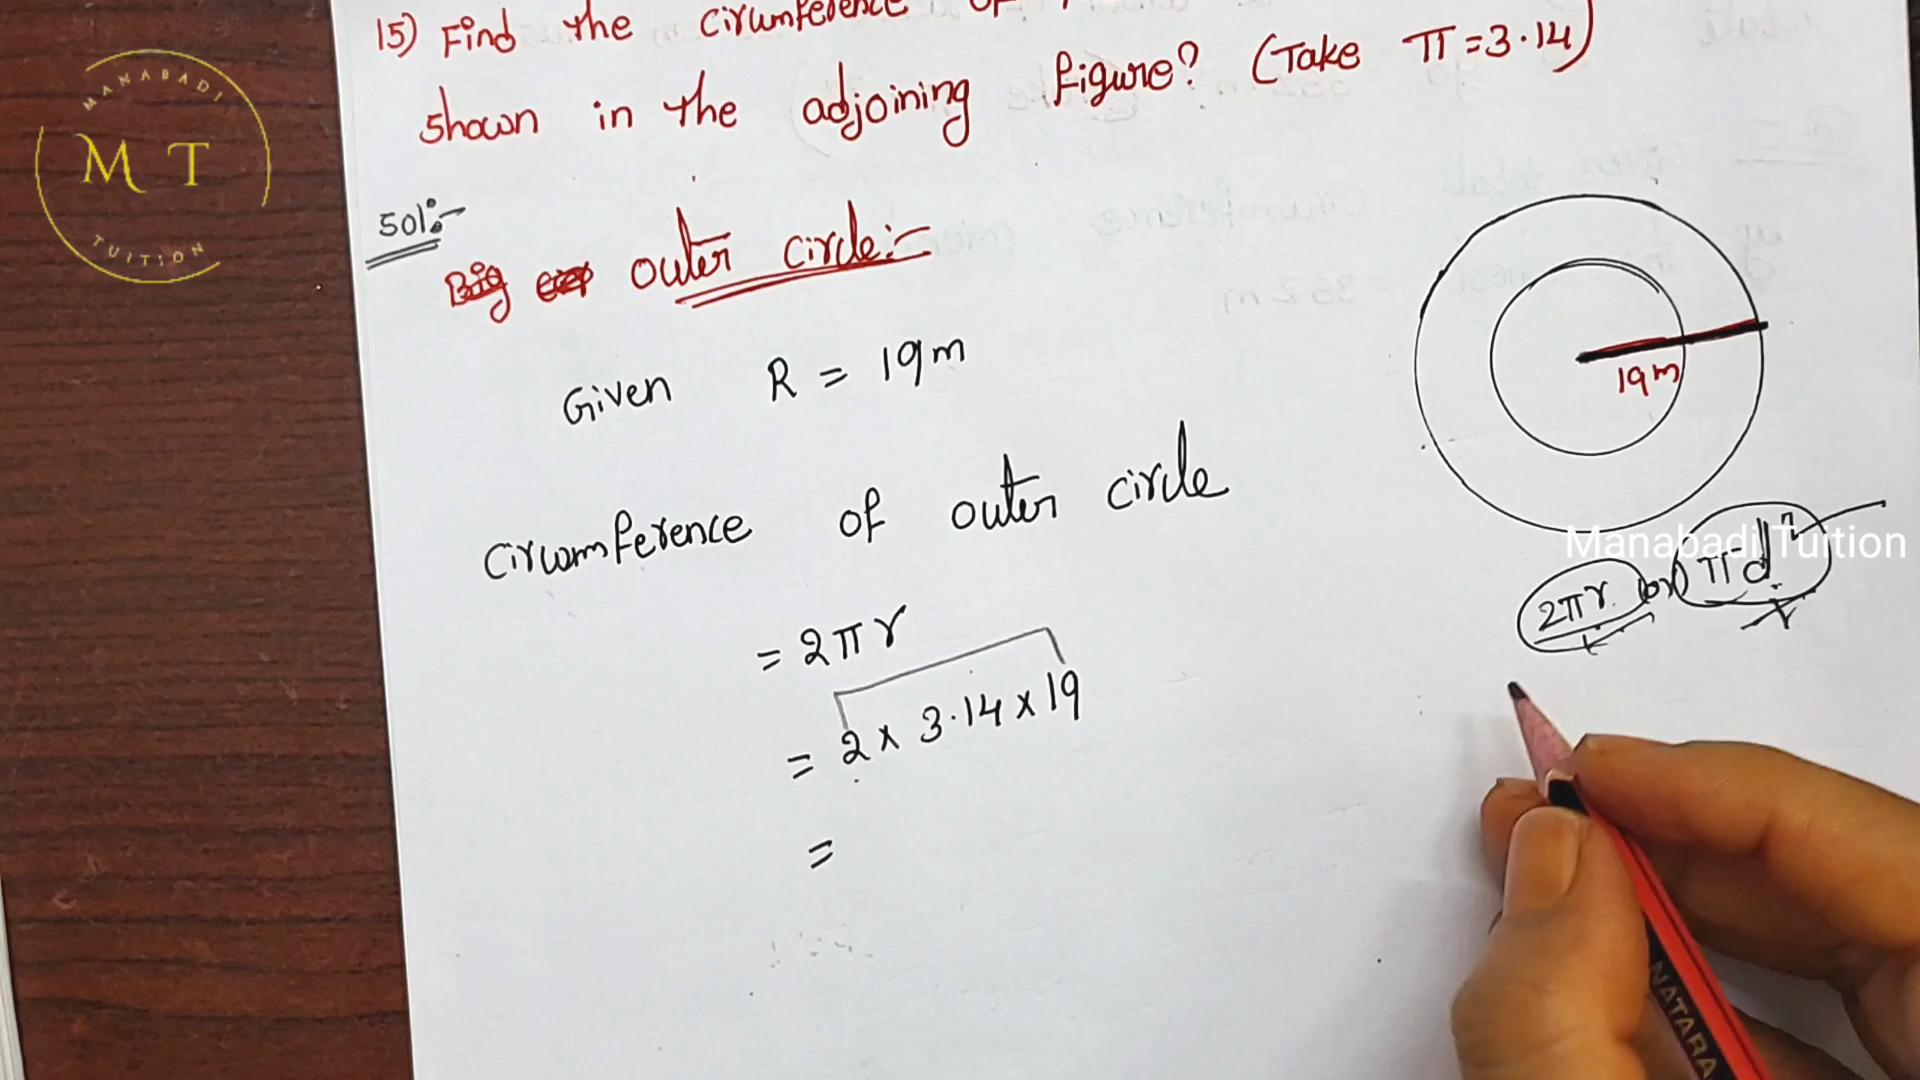 MANABADI
M T
TUITION
15) Find the circumference of
shown in the adjoining figure? (Take π=3.14)
Sol:-
outer circle:-
Given R = 19m
19m
circumference of outer circle
Manabadi Tuition
2πr (or) πd
= 2πr
= 2 × 3.14 × 19
=
NATARA